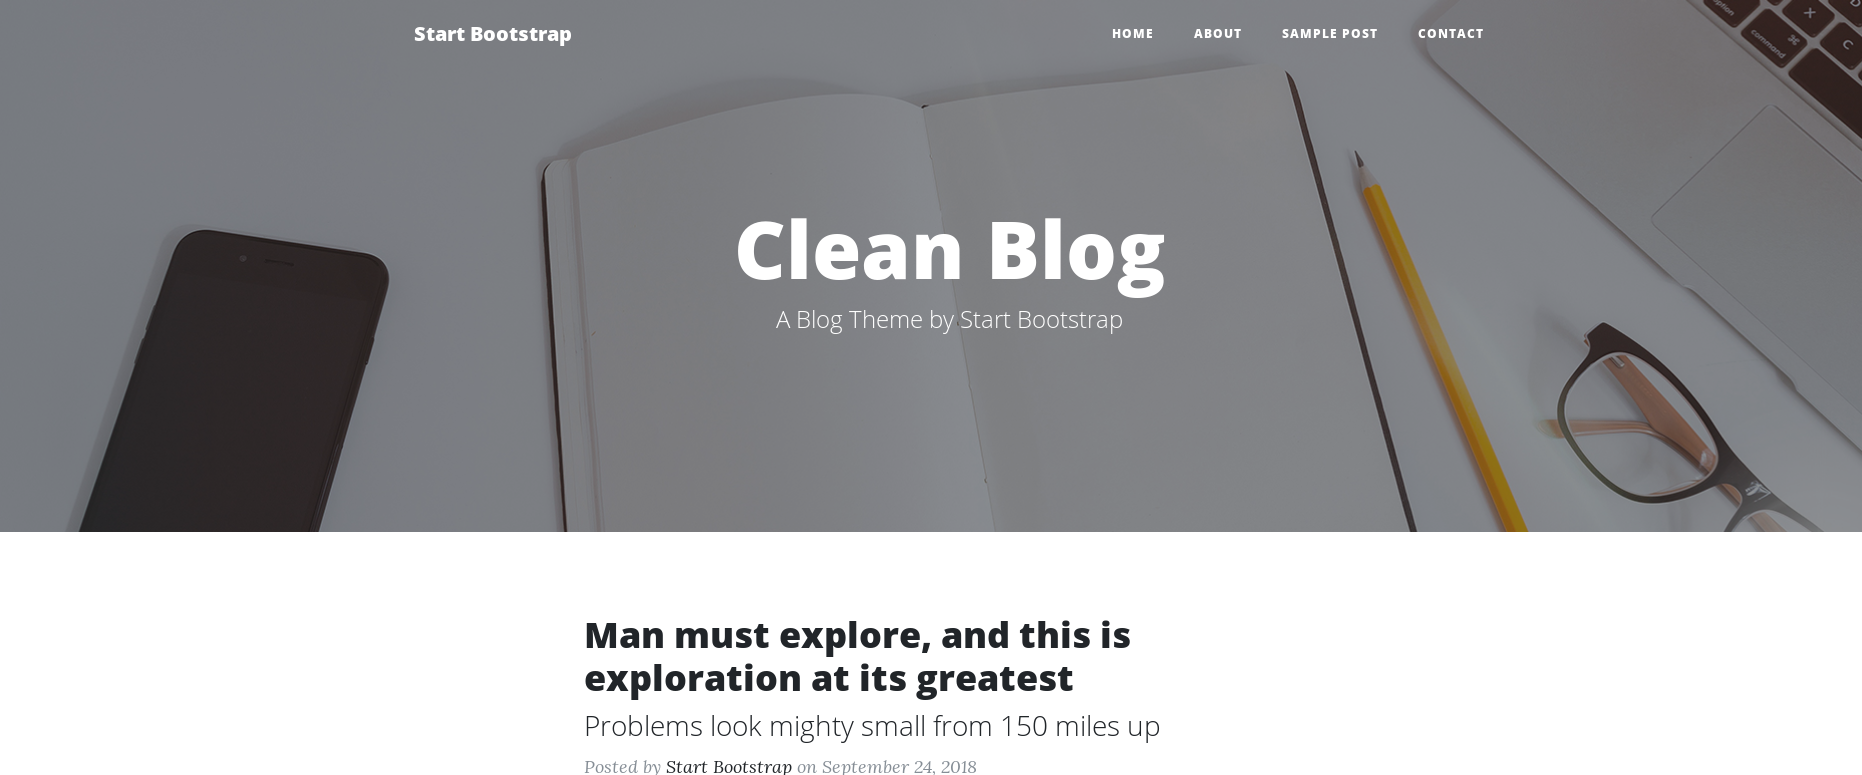 Start Bootstrap
HOME ABOUT SAMPLE POST CONTACT
Clean Blog
A Blog Theme by Start Bootstrap
Man must explore, and this is
exploration at its greatest
Problems look mighty small from 150 miles up
Posted by Start Bootstrap on September 24, 2018
option
command
⌘
X
C
D